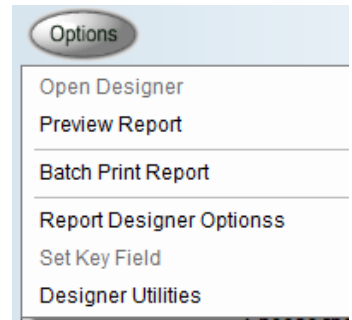 Options
Open Designer
Preview Report
Batch Print Report
Report Designer Optionss
Set Key Field
Designer Utilities